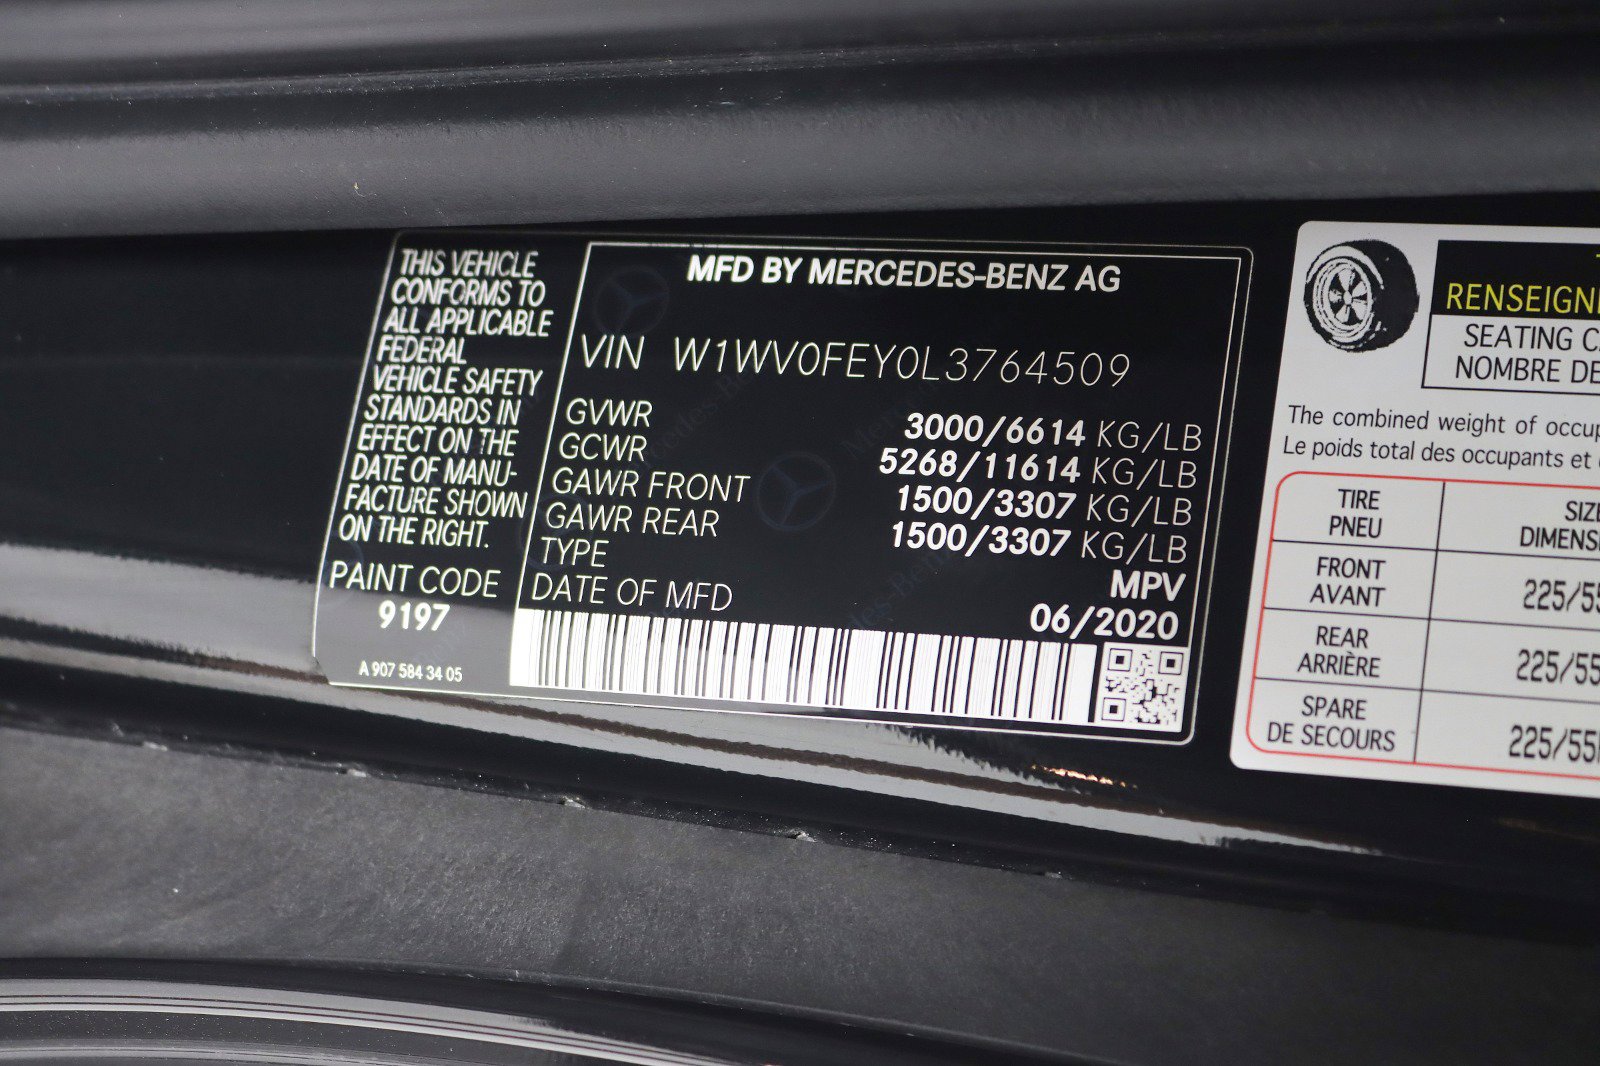 THIS VEHICLE
CONFORMS TO
ALL APPLICABLE
FEDERAL
VEHICLE SAFETY
STANDARDS IN
EFFECT ON THE
DATE OF MANU-
FACTURE SHOWN
ON THE RIGHT.
PAINT CODE
9197
A 907 584 34 05
MFD BY MERCEDES-BENZ AG
VIN W1WV0FEY0L3764509
GVWR 3000/6614 KG/LB
GCWR 5268/11614 KG/LB
GAWR FRONT 1500/3307 KG/LB
GAWR REAR 1500/3307 KG/LB
TYPE MPV
DATE OF MFD 06/2020
SEATING
NOMBRE DE
The combined weight of
Le poids total des occupants et
TIRE
PNEU
FRONT
AVANT 225/55
REAR
ARRIÈRE 225/55
SPARE
DE SECOURS 225/55